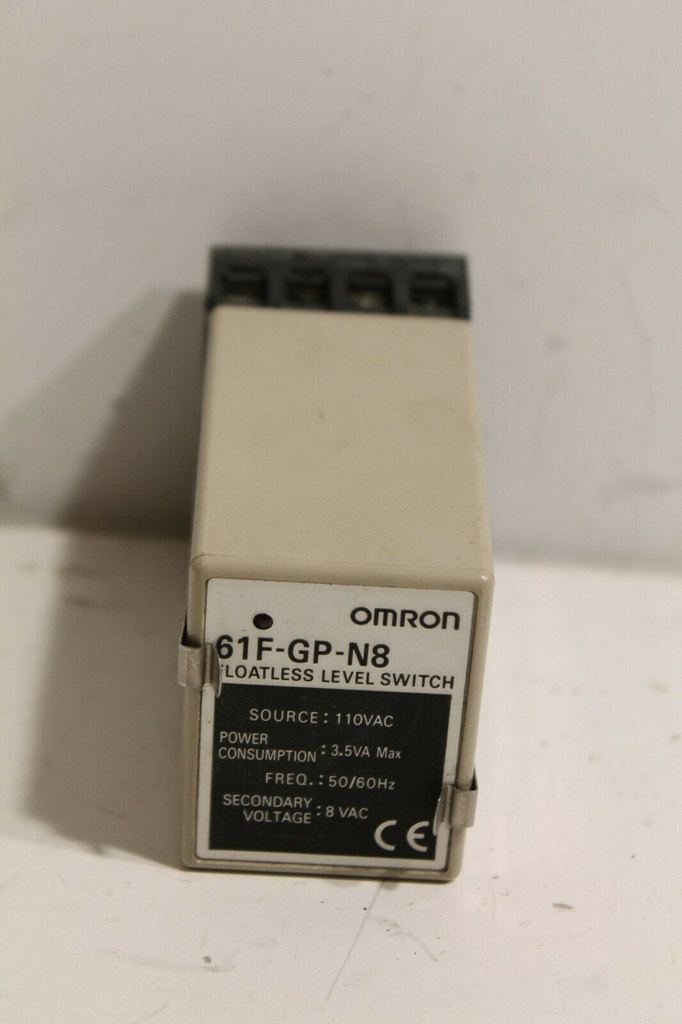 OMRON
61F-GP-N8
FLOATLESS LEVEL SWITCH
SOURCE: 110VAC
POWER
CONSUMPTION: 3.5VA Max
FREQ.: 50/60Hz
SECONDARY
VOLTAGE: 8 VAC
CE